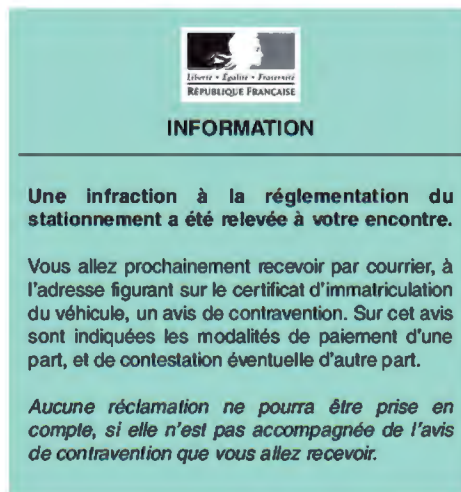 Liberté • Égalité • Fraternité
RÉPUBLIQUE FRANÇAISE
INFORMATION
Une infraction à la réglementation du
stationnement a été relevée à votre encontre.
Vous allez prochainement recevoir par courrier, à
l'adresse figurant sur le certificat d'immatriculation
du véhicule, un avis de contravention. Sur cet avis
sont indiquées les modalités de paiement d'une
part, et de contestation éventuelle d'autre part.
Aucune réclamation ne pourra être prise en
compte, si elle n'est pas accompagnée de l'avis
de contravention que vous allez recevoir.